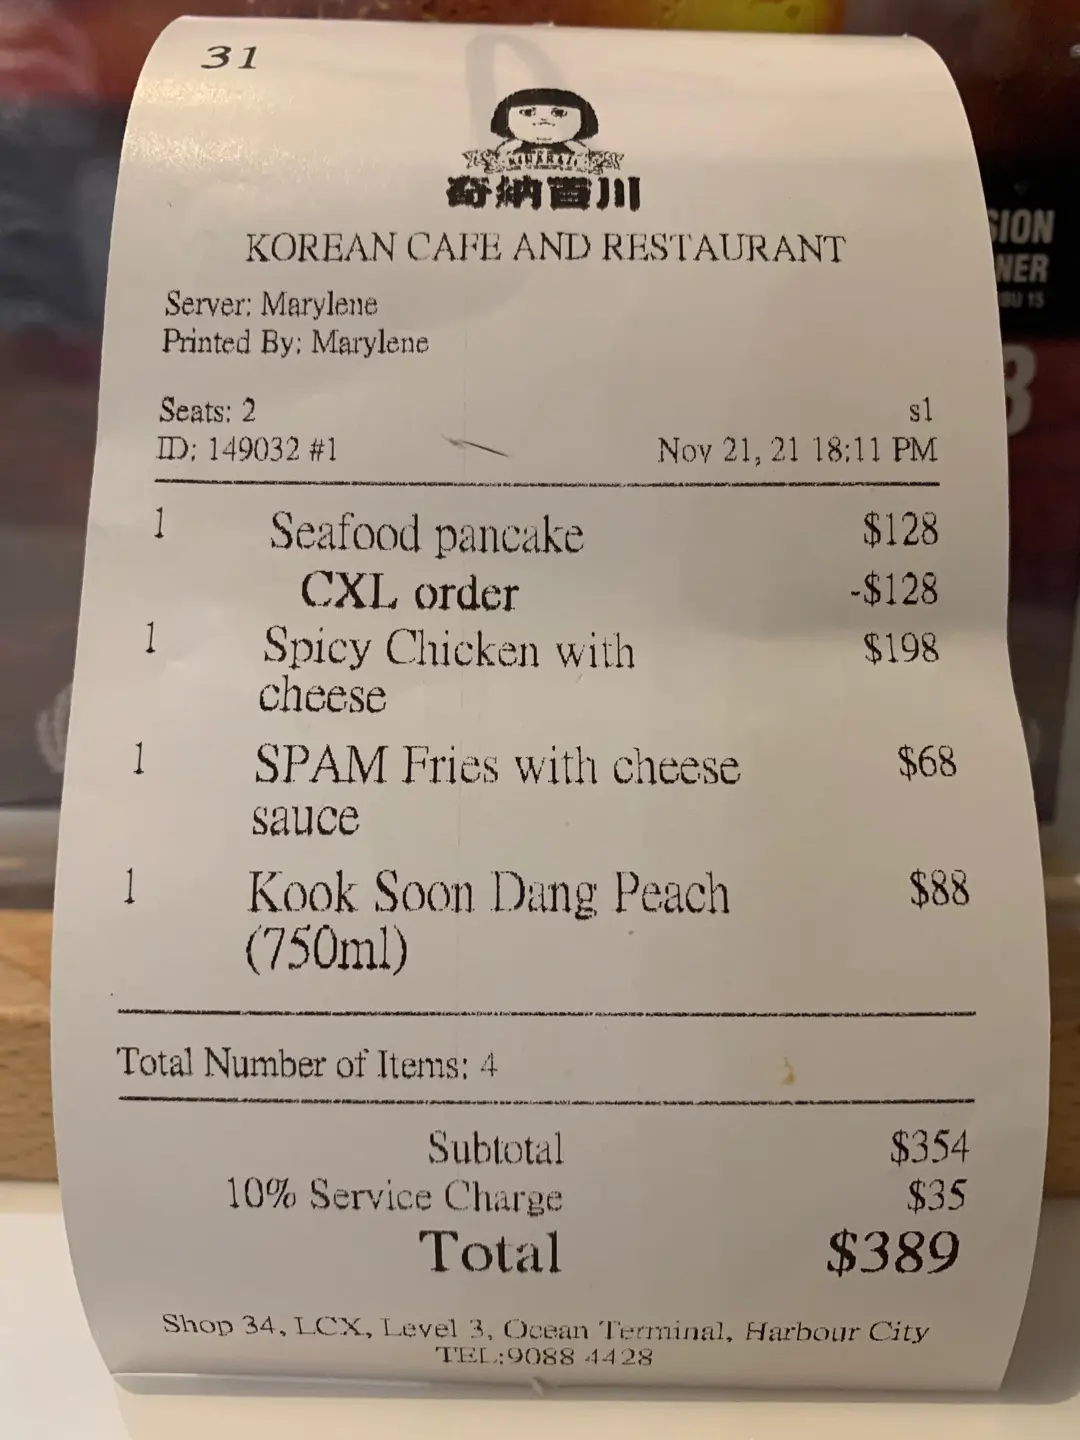 31
奇納百川
KOREAN CAFE AND RESTAURANT
Server: Marylene
Printed By: Marylene
Seats: 2 s1
ID: 149032 #1 Nov 21, 21 18:11 PM
1 Seafood pancake $128
CXL order -$128
1 Spicy Chicken with $198
cheese
1 SPAM Fries with cheese $68
sauce
1 Kook Soon Dang Peach $88
(750ml)
Total Number of Items: 4
Subtotal $354
10% Service Charge $35
Total $389
Shop 34, LCX, Level 3, Ocean Terminal, Harbour City
TEL:9088 4428